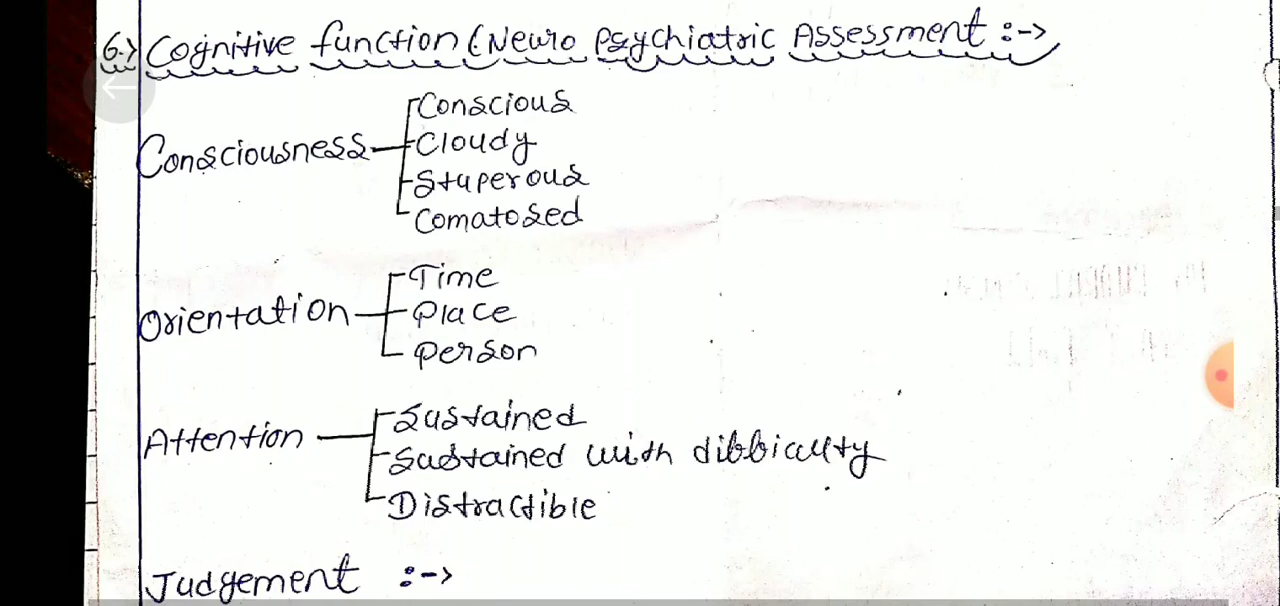 6.) Cognitive function (Neuro Psychiatric Assessment :->
Consciousness
Conscious
Cloudy
Stuperous
Comatosed
Orientation
Time
Place
Person
Attention
Sustained
Sustained with difficulty
Distractible
Judgement :->